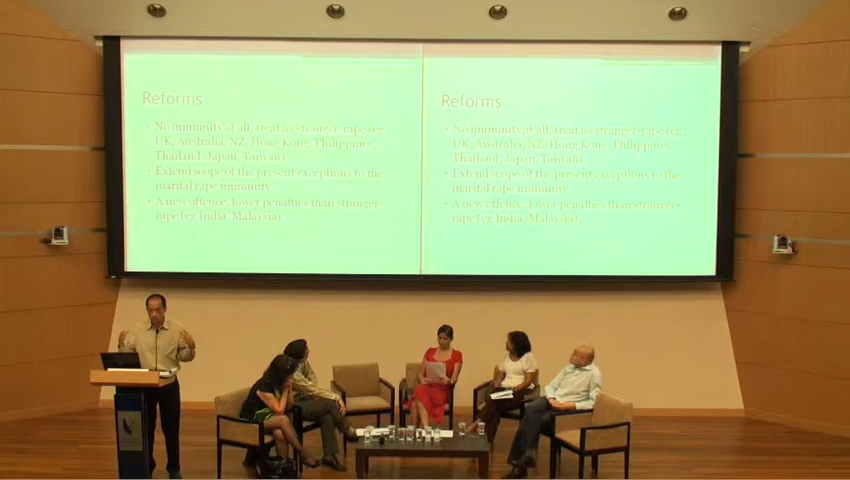 Reforms
• No immunity at all, treat as stranger-rape (eg
UK, Australia, NZ, Hong Kong, Philippines,
Thailand, Japan, Taiwan)
• Extend scope of the present exceptions to the
marital rape immunity
• A new offence, lower penalties than stranger-
rape (eg India, Malaysia)
Reforms
• No immunity at all, treat as stranger-rape (eg
UK, Australia, NZ, Hong Kong, Philippines,
Thailand, Japan, Taiwan)
• Extend scope of the present exceptions to the
marital rape immunity
• A new offence, lower penalties than stranger-
rape (eg India, Malaysia)